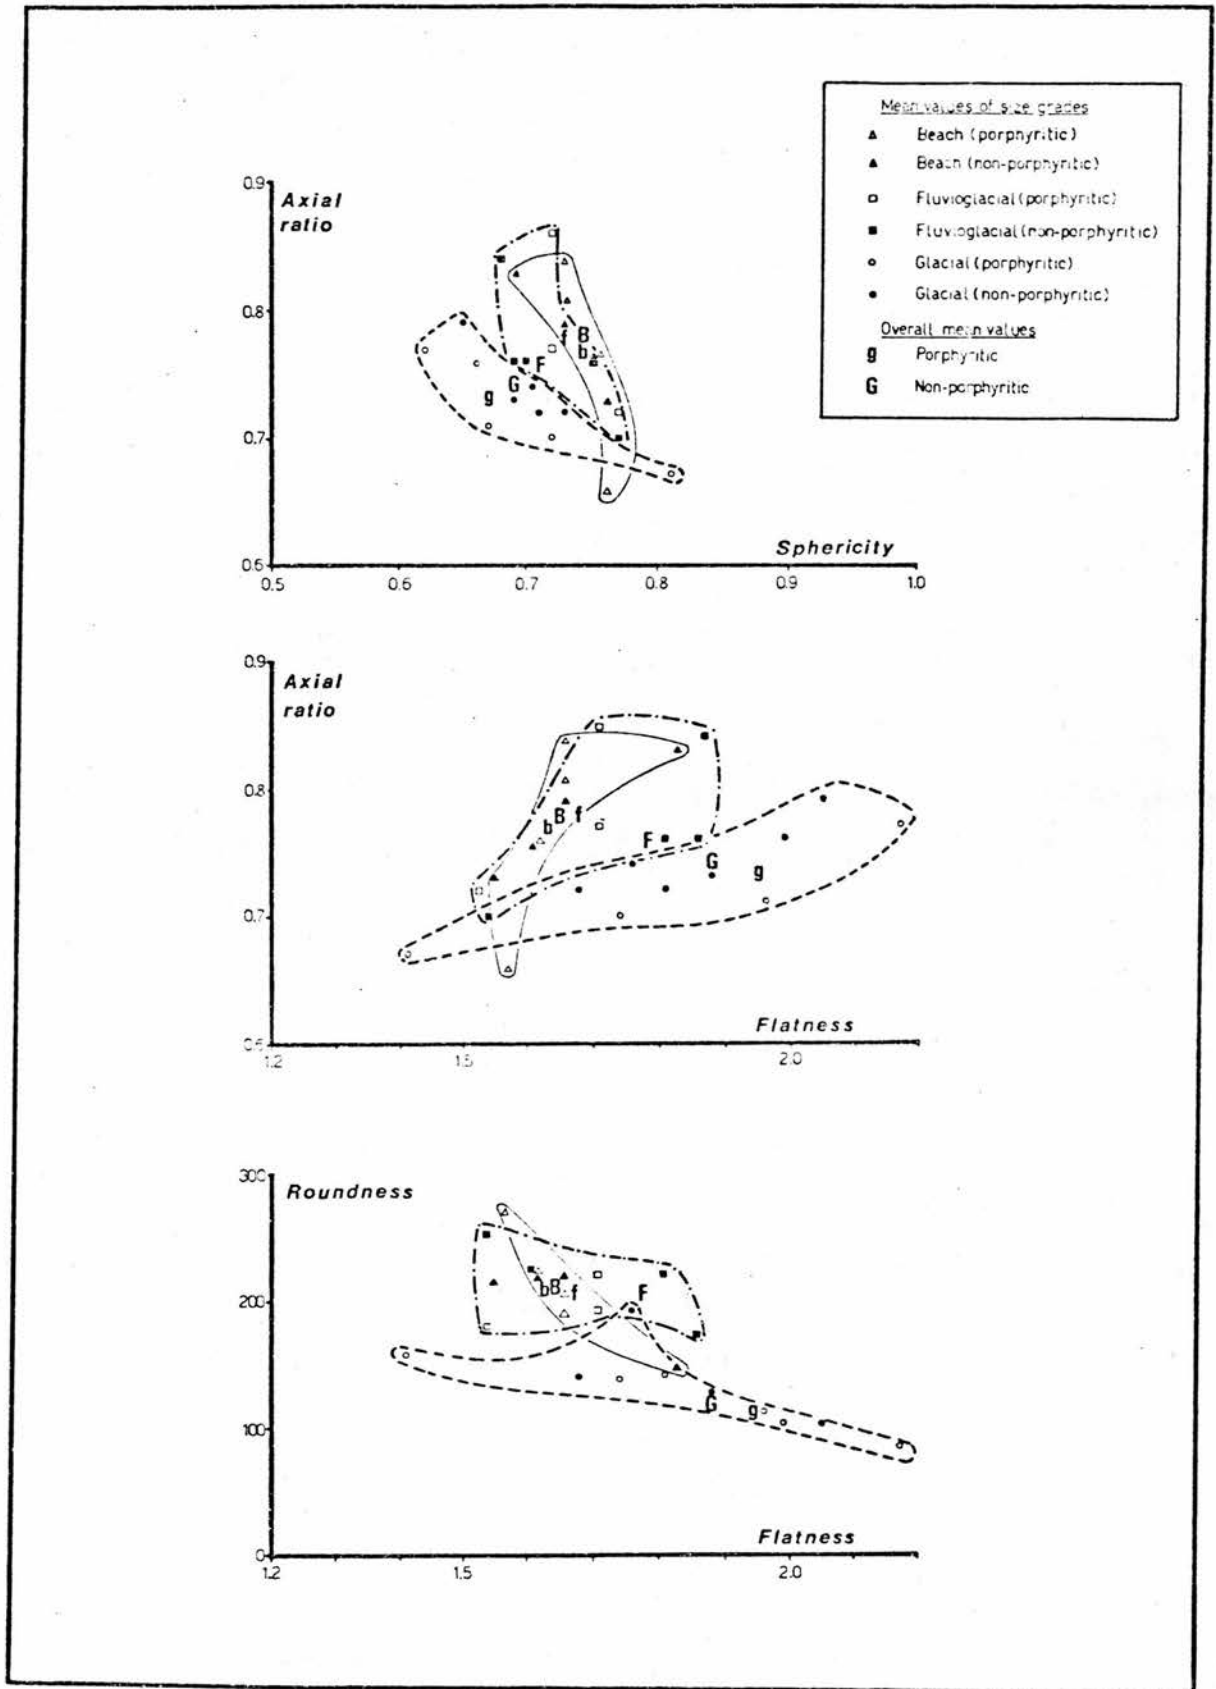 Mean values of size grades
Beach (porphyritic)
Beach (non-porphyritic)
Fluvioglacial (porphyritic)
Fluvioglacial (non-porphyritic)
Glacial (porphyritic)
Glacial (non-porphyritic)
Overall mean values
g Porphyritic
G Non-porphyritic
0.9
Axial
ratio
0.8
f B
b
F
G
g
0.7
Sphericity
0.6
0.5 0.6 0.7 0.8 0.9 1.0
0.9
Axial
ratio
0.8
b B f
F
G
g
0.7
Flatness
0.6
1.2 1.5 2.0
300
Roundness
200
b B f F
G g
100
Flatness
0
1.2 1.5 2.0